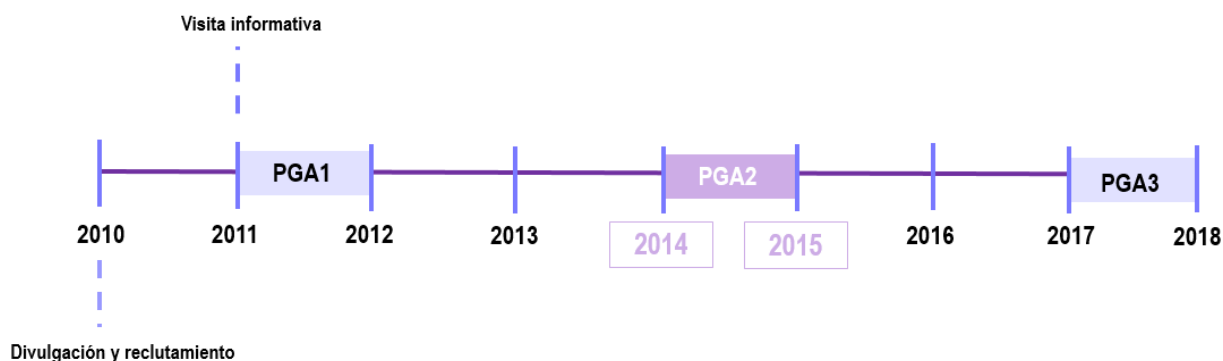 Visita informativa
PGA1
PGA2
PGA3
2010
2011
2012
2013
2014
2015
2016
2017
2018
Divulgación y reclutamiento